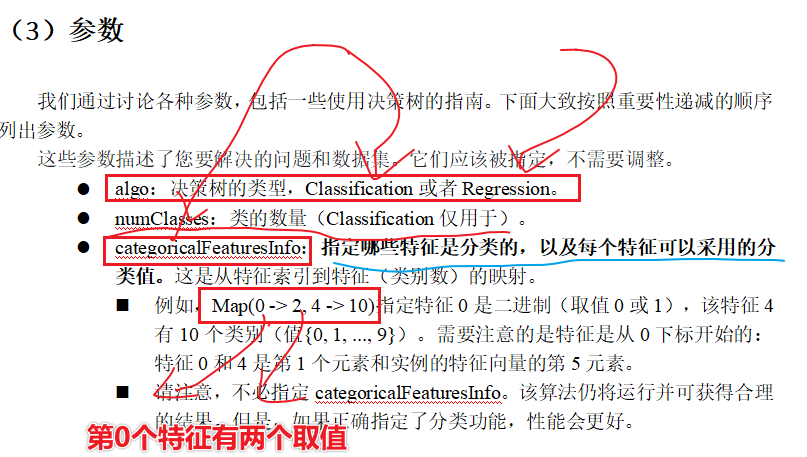 (3)参数
我们通过讨论各种参数，包括一些使用决策树的指南。下面大致按照重要性递减的顺序
列出参数。
这些参数描述了您要解决的问题和数据集。它们应该被指定，不需要调整。
● algo：决策树的类型，Classification 或者 Regression。
● numClasses：类的数量（Classification 仅用于）。
● categoricalFeaturesInfo：指定哪些特征是分类的，以及每个特征可以采用的分
类值。这是从特征索引到特征（类别数）的映射。
■ 例如，Map(0 -> 2, 4 -> 10)指定特征 0 是二进制（取值 0 或 1），该特征 4
有 10 个类别（值{0, 1, ..., 9}）。需要注意的是特征是从 0 下标开始的：
特征 0 和 4 是第 1 个元素和实例的特征向量的第 5 元素。
■ 请注意，不必指定 categoricalFeaturesInfo。该算法仍将运行并可获得合理
的结果。但是，如果正确指定了分类功能，性能会更好。
第0个特征有两个取值